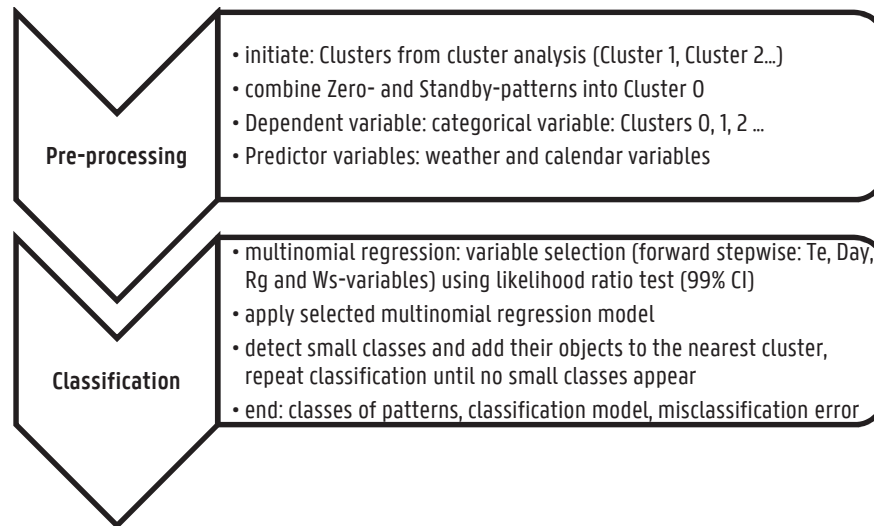 Pre-processing
• initiate: Clusters from cluster analysis (Cluster 1, Cluster 2…)
• combine Zero- and Standby-patterns into Cluster 0
• Dependent variable: categorical variable: Clusters 0, 1, 2 …
• Predictor variables: weather and calendar variables
Classification
• multinomial regression: variable selection (forward stepwise: Te, Day,
Rg and Ws-variables) using likelihood ratio test (99% CI)
• apply selected multinomial regression model
• detect small classes and add their objects to the nearest cluster,
repeat classification until no small classes appear
• end: classes of patterns, classification model, misclassification error